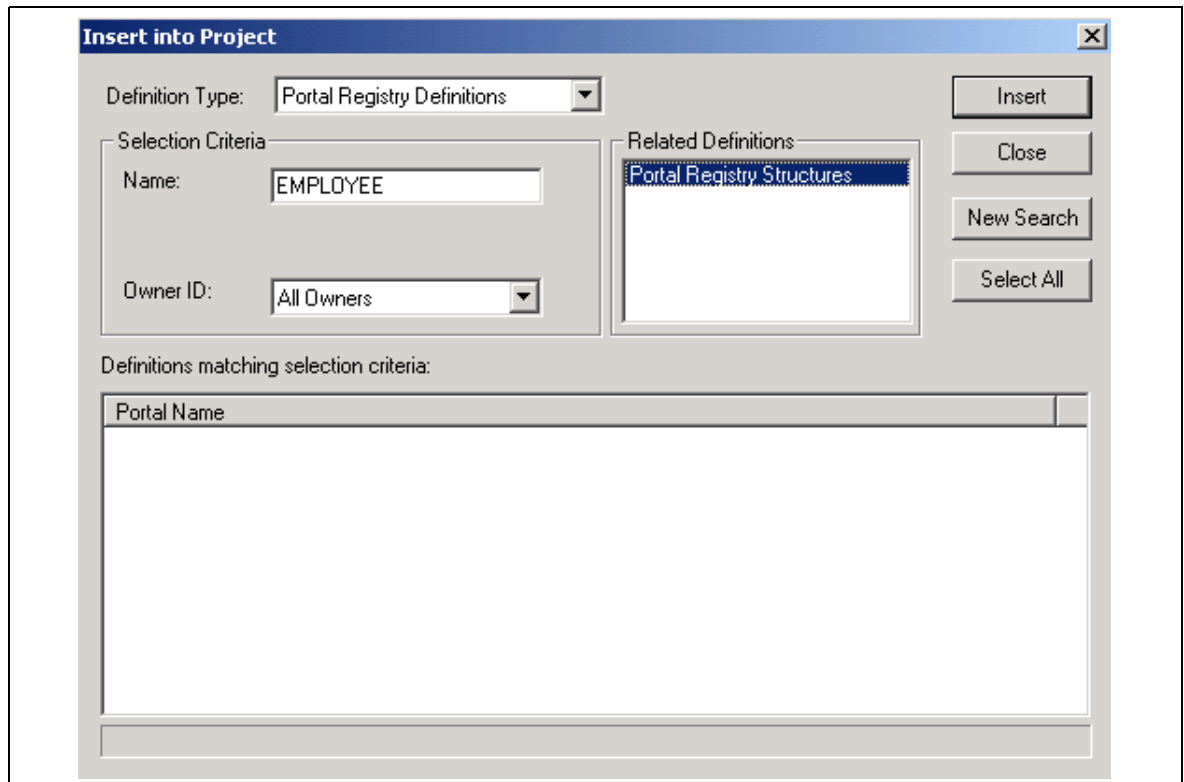 Insert into Project
Definition Type: Portal Registry Definitions
Insert
Selection Criteria
Name: EMPLOYEE
Owner ID: All Owners
Related Definitions
Portal Registry Structures
Close
New Search
Select All
Definitions matching selection criteria:
Portal Name